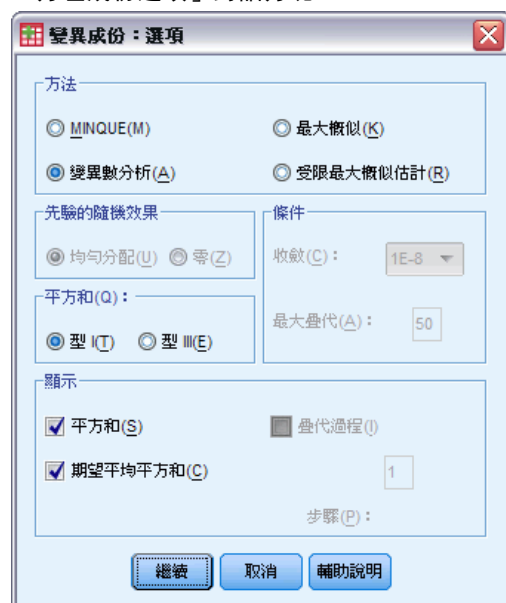 變異成份：選項
方法
MINQUE(M)
最大概似(K)
變異數分析(A)
受限最大概似估計(R)
先驗的隨機效果
均勻分配(U)
零(Z)
條件
收斂(C)：
1E-8
最大疊代(A)：
50
平方和(Q)：
型 I(T)
型 III(E)
顯示
平方和(S)
疊代過程(I)
期望平均平方和(C)
1
步驟(P)：
繼續
取消
輔助說明